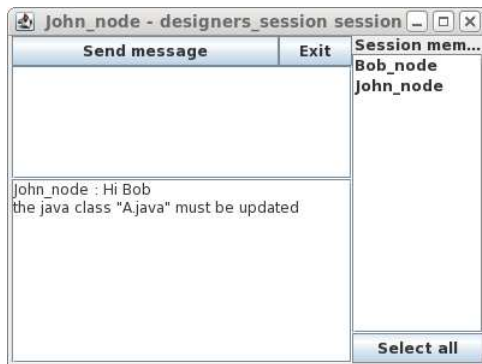 John_node - designers_session session
Send message
Exit
Session mem...
Bob_node
John_node
John_node : Hi Bob
the java class "A.java" must be updated
Select all